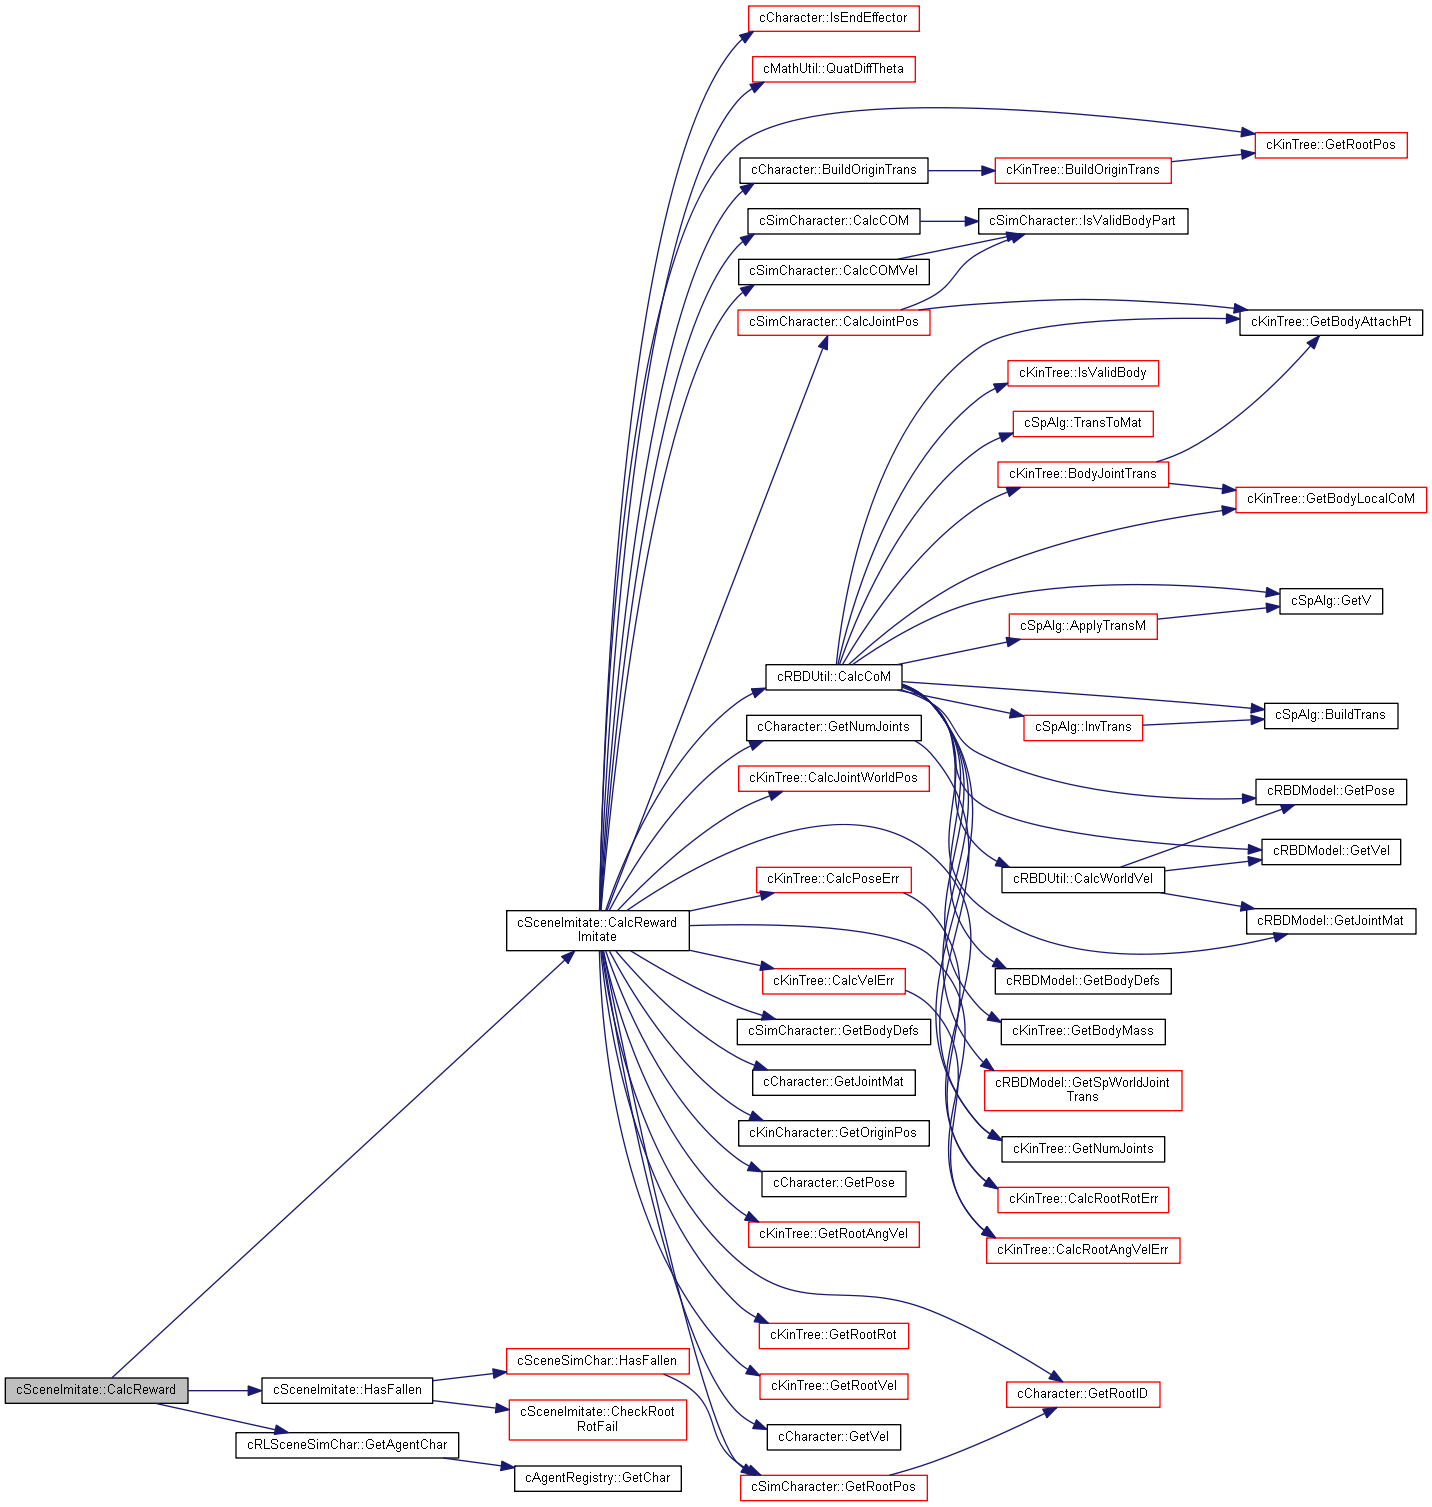 cCharacter::IsEndEffector
cMathUtil::QuatDiffTheta
cKinTree::GetRootPos
cCharacter::BuildOriginTrans
cKinTree::BuildOriginTrans
cSimCharacter::CalcCOM
cSimCharacter::IsValidBodyPart
cSimCharacter::CalcCOMVel
cSimCharacter::CalcJointPos
cKinTree::GetBodyAttachPt
cKinTree::IsValidBody
cSpAlg::TransToMat
cKinTree::BodyJointTrans
cKinTree::GetBodyLocalCoM
cSpAlg::GetV
cSpAlg::ApplyTransM
cRBDUtil::CalcCoM
cSpAlg::BuildTrans
cCharacter::GetNumJoints
cSpAlg::InvTrans
cKinTree::CalcJointWorldPos
cRBDModel::GetPose
cRBDModel::GetVel
cKinTree::CalcPoseErr
cRBDUtil::CalcWorldVel
cSceneImitate::CalcReward
Imitate
cRBDModel::GetJointMat
cKinTree::CalcVelErr
cRBDModel::GetBodyDefs
cSimCharacter::GetBodyDefs
cKinTree::GetBodyMass
cCharacter::GetJointMat
cRBDModel::GetSpWorldJoint
Trans
cKinCharacter::GetOriginPos
cKinTree::GetNumJoints
cCharacter::GetPose
cKinTree::CalcRootRotErr
cKinTree::GetRootAngVel
cKinTree::CalcRootAngVelErr
cKinTree::GetRootRot
cSceneSimChar::HasFallen
cSceneImitate::CalcReward
cSceneImitate::HasFallen
cKinTree::GetRootVel
cCharacter::GetRootID
cSceneImitate::CheckRoot
RotFail
cRLSceneSimChar::GetAgentChar
cCharacter::GetVel
cAgentRegistry::GetChar
cSimCharacter::GetRootPos